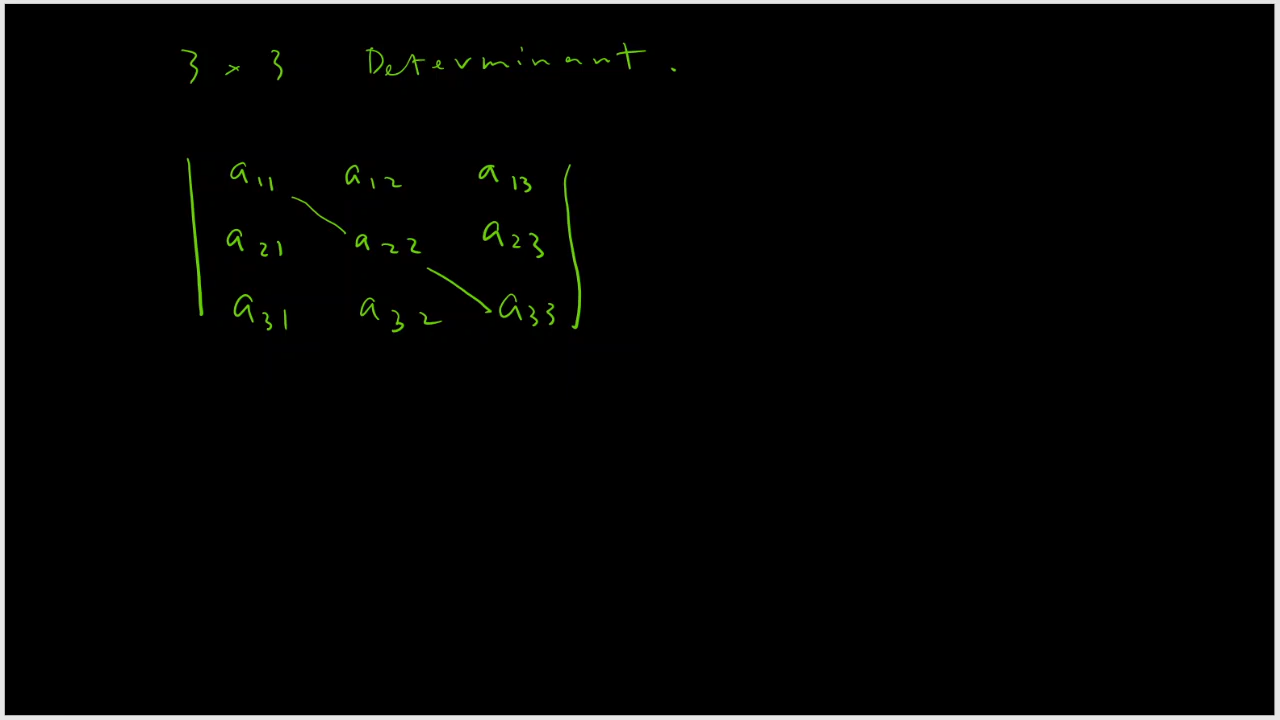 3 × 3 Determinant.
a11 a12 a13
a21 a22 a23
a31 a32 a33